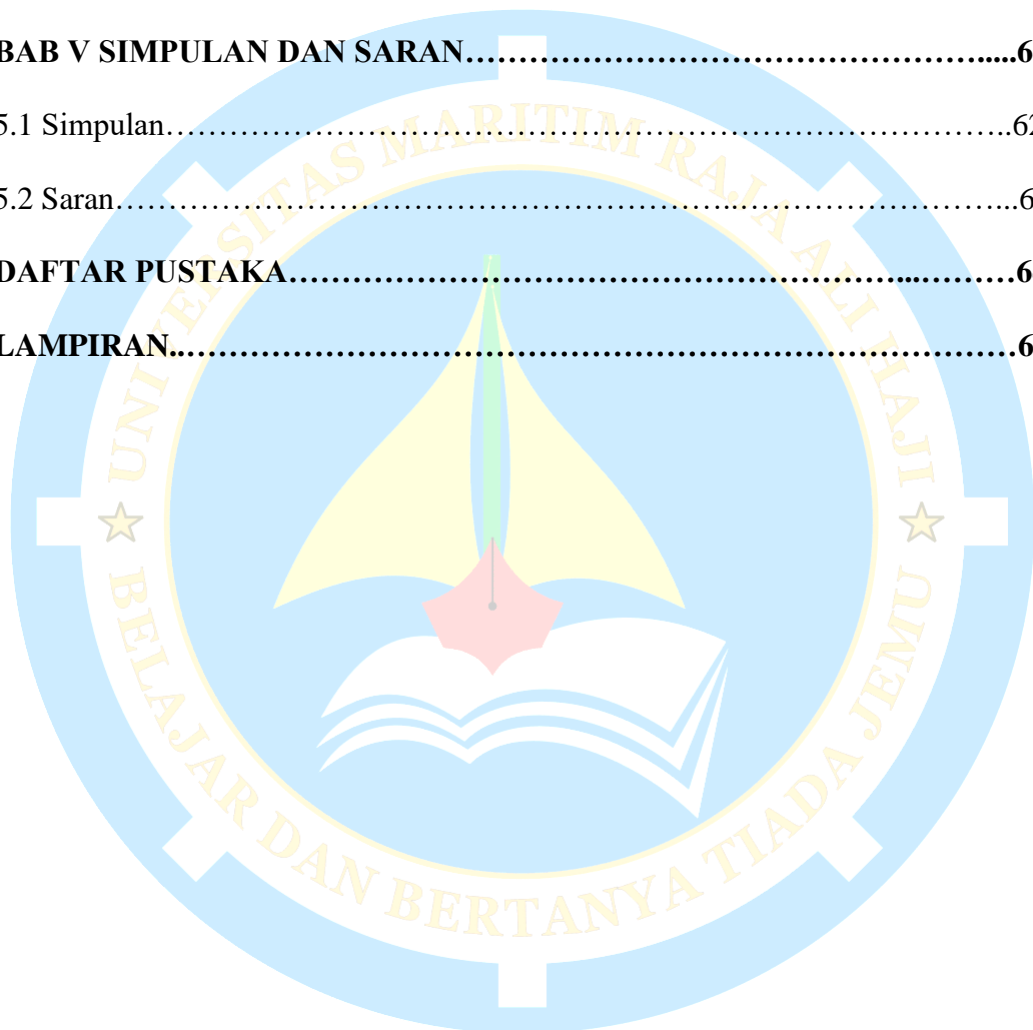 BAB V SIMPULAN DAN SARAN……………………………………….....6
5.1 Simpulan…………………………………………………………………..62
5.2 Saran……………………………………………….…………………...6
DAFTAR PUSTAKA……………………………………………...………6
LAMPIRAN..…………………………………………………………………6
UNIVERSITAS MARITIM RAJA ALI HAJI
BELAJAR DAN BERTANYA TIADA JEMU